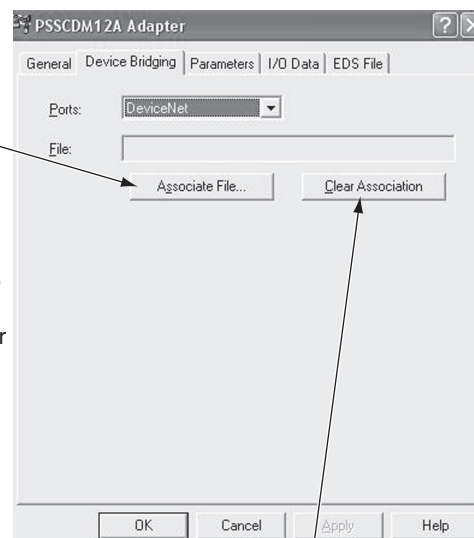 PSSCDM12A Adapter
General Device Bridging Parameters I/O Data EDS File
Ports: DeviceNet
File:
Associate File... Clear Association
r
OK Cancel Apply Help